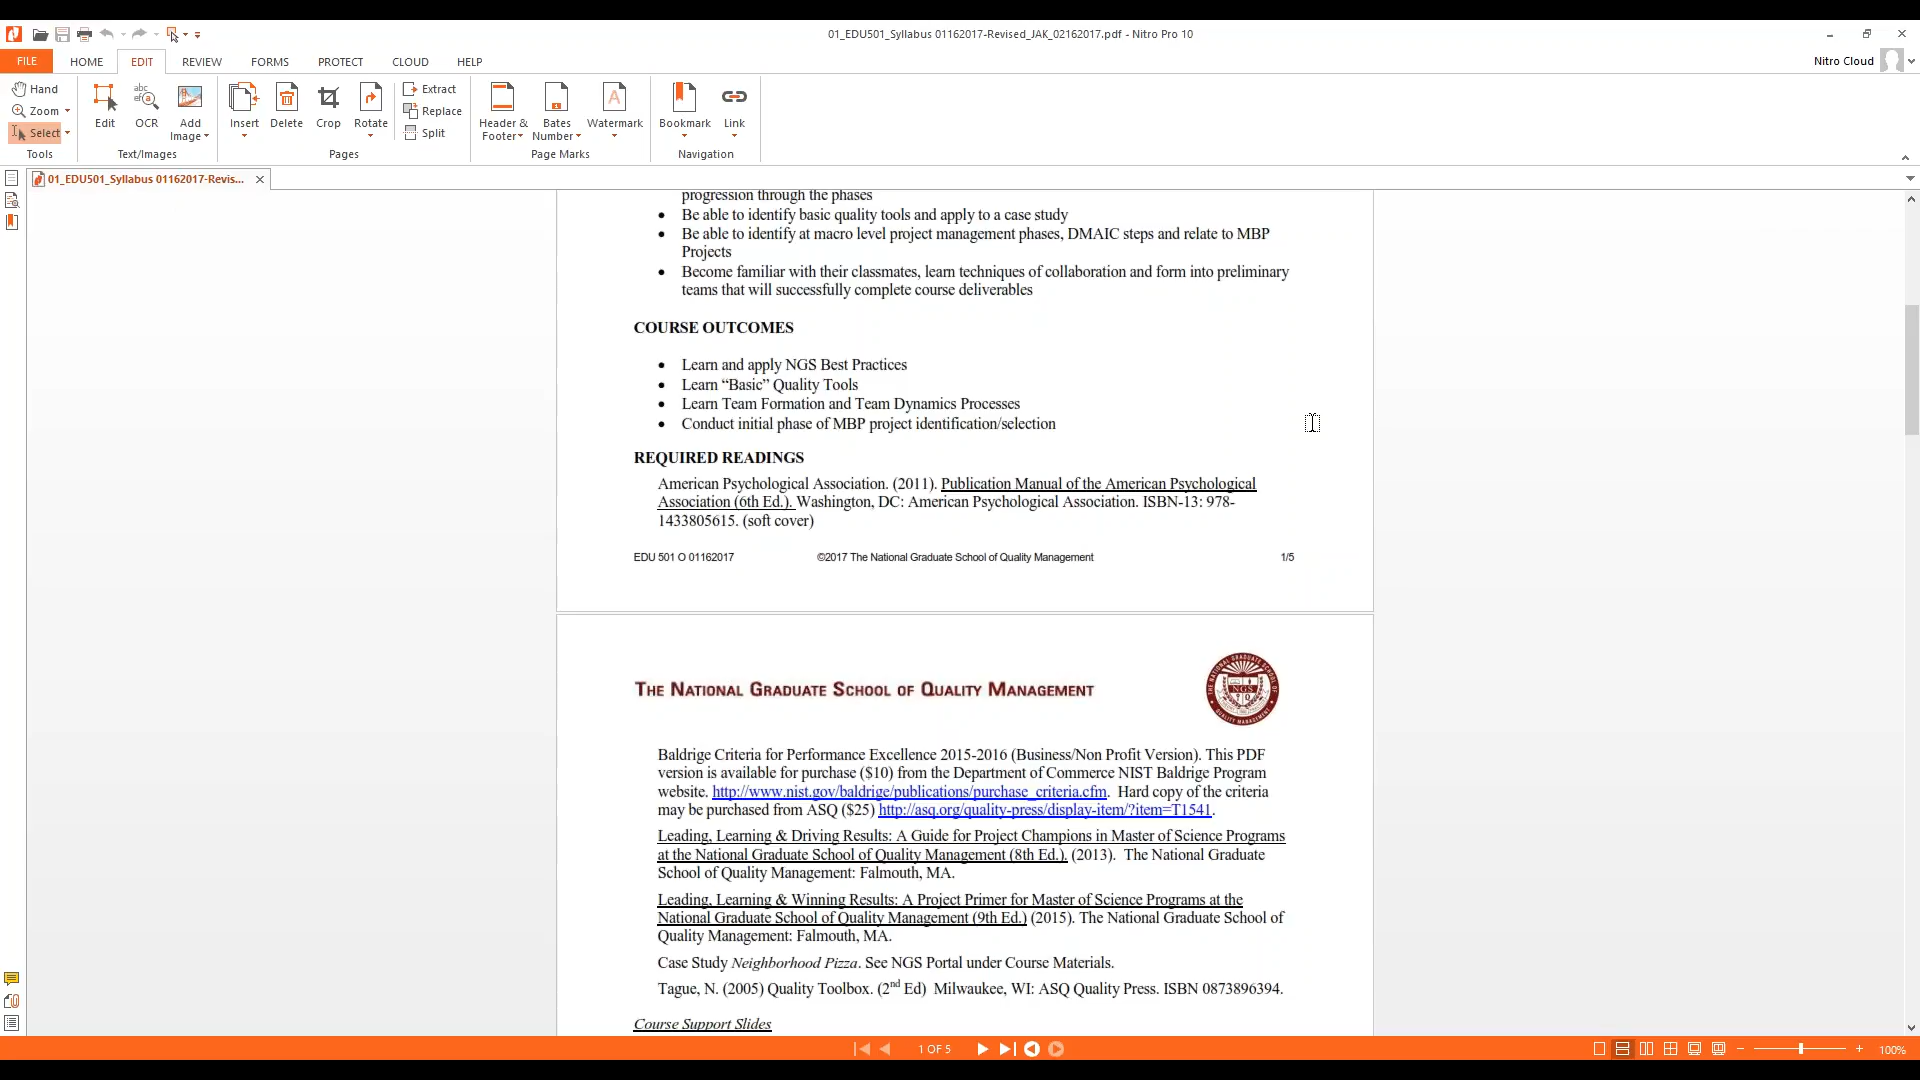 01_EDU501_Syllabus 01162017-Revised_JAK_02162017.pdf - Nitro Pro 10
FILE HOME EDIT REVIEW FORMS PROTECT CLOUD HELP
Nitro Cloud
Hand
Zoom
Select
Tools
Edit
OCR
Add Image
Text/Images
Insert
Delete
Crop
Rotate
Extract
Replace
Split
Pages
Header & Footer
Bates Number
Watermark
Page Marks
Bookmark
Link
Navigation
01_EDU501_Syllabus 01162017-Revis...
progression through the phases
• Be able to identify basic quality tools and apply to a case study
• Be able to identify at macro level project management phases, DMAIC steps and relate to MBP
Projects
• Become familiar with their classmates, learn techniques of collaboration and form into preliminary
teams that will successfully complete course deliverables
COURSE OUTCOMES
• Learn and apply NGS Best Practices
• Learn “Basic” Quality Tools
• Learn Team Formation and Team Dynamics Processes
• Conduct initial phase of MBP project identification/selection
REQUIRED READINGS
American Psychological Association. (2011). Publication Manual of the American Psychological
Association (6th Ed.). Washington, DC: American Psychological Association. ISBN-13: 978-
1433805615. (soft cover)
EDU 501 O 01162017 ©2017 The National Graduate School of Quality Management 1/5
THE NATIONAL GRADUATE SCHOOL OF QUALITY MANAGEMENT
NGS
Baldrige Criteria for Performance Excellence 2015-2016 (Business/Non Profit Version). This PDF
version is available for purchase ($10) from the Department of Commerce NIST Baldrige Program
website. http://www.nist.gov/baldrige/publications/purchase_criteria.cfm. Hard copy of the criteria
may be purchased from ASQ ($25) http://asq.org/quality-press/display-item/?item=T1541.
Leading, Learning & Driving Results: A Guide for Project Champions in Master of Science Programs
at the National Graduate School of Quality Management (8th Ed.). (2013). The National Graduate
School of Quality Management: Falmouth, MA.
Leading, Learning & Winning Results: A Project Primer for Master of Science Programs at the
National Graduate School of Quality Management (9th Ed.) (2015). The National Graduate School of
Quality Management: Falmouth, MA.
Case Study Neighborhood Pizza. See NGS Portal under Course Materials.
Tague, N. (2005) Quality Toolbox. (2nd Ed) Milwaukee, WI: ASQ Quality Press. ISBN 0873896394.
Course Support Slides
1 OF 5
100%